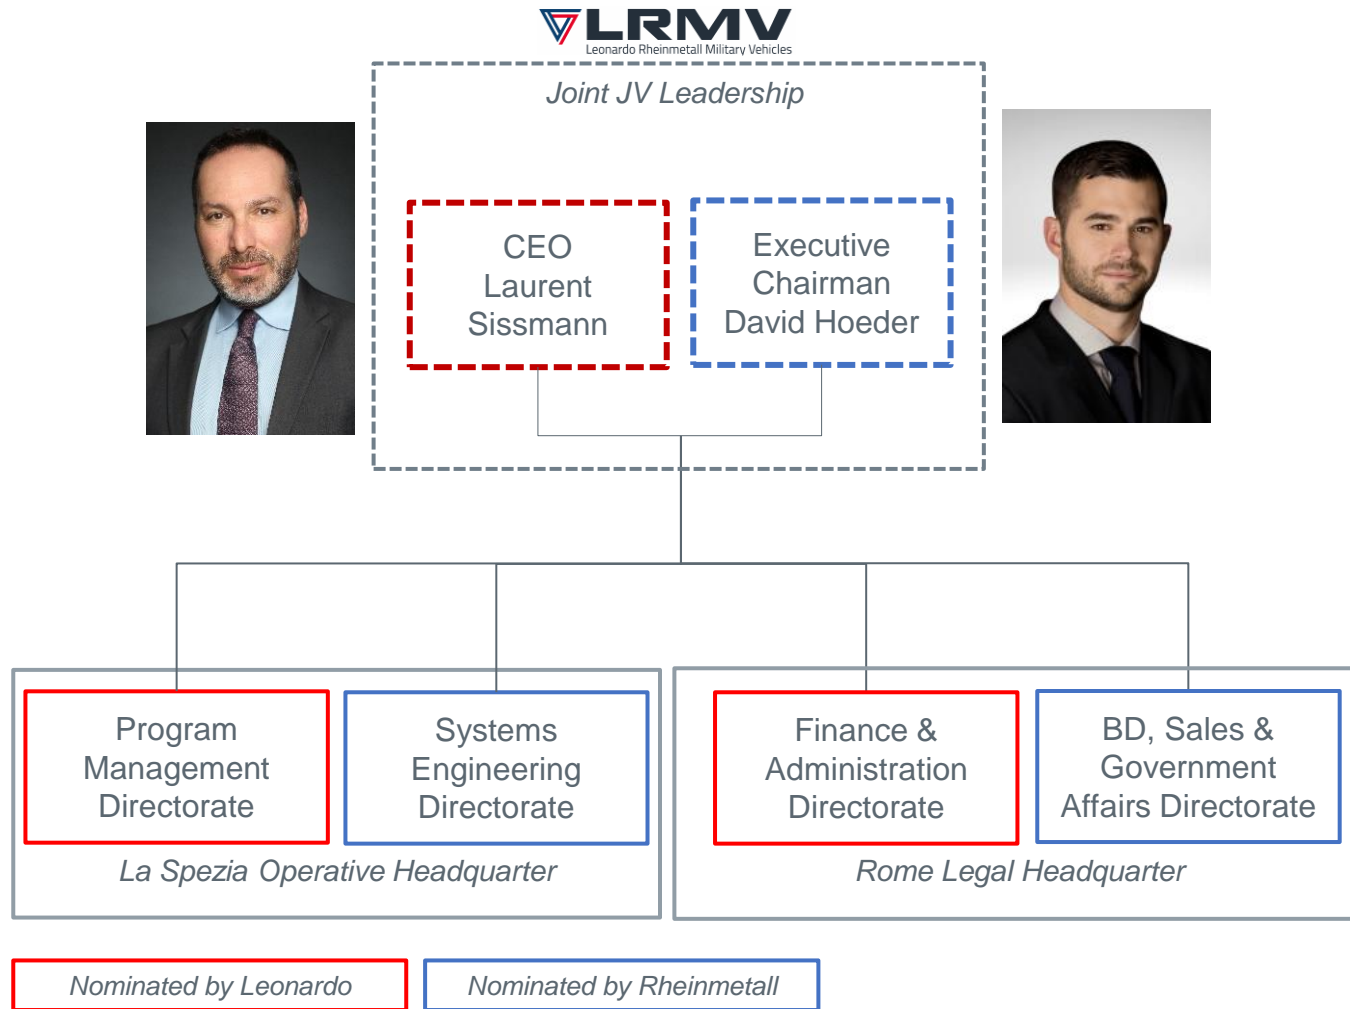 LRMV
Leonardo Rheinmetall Military Vehicles
Joint JV Leadership
CEO
Laurent
Sissmann
Executive
Chairman
David Hoeder
Program
Management
Directorate
Systems
Engineering
Directorate
La Spezia Operative Headquarter
Finance &
Administration
Directorate
BD, Sales &
Government
Affairs Directorate
Rome Legal Headquarter
Nominated by Leonardo
Nominated by Rheinmetall